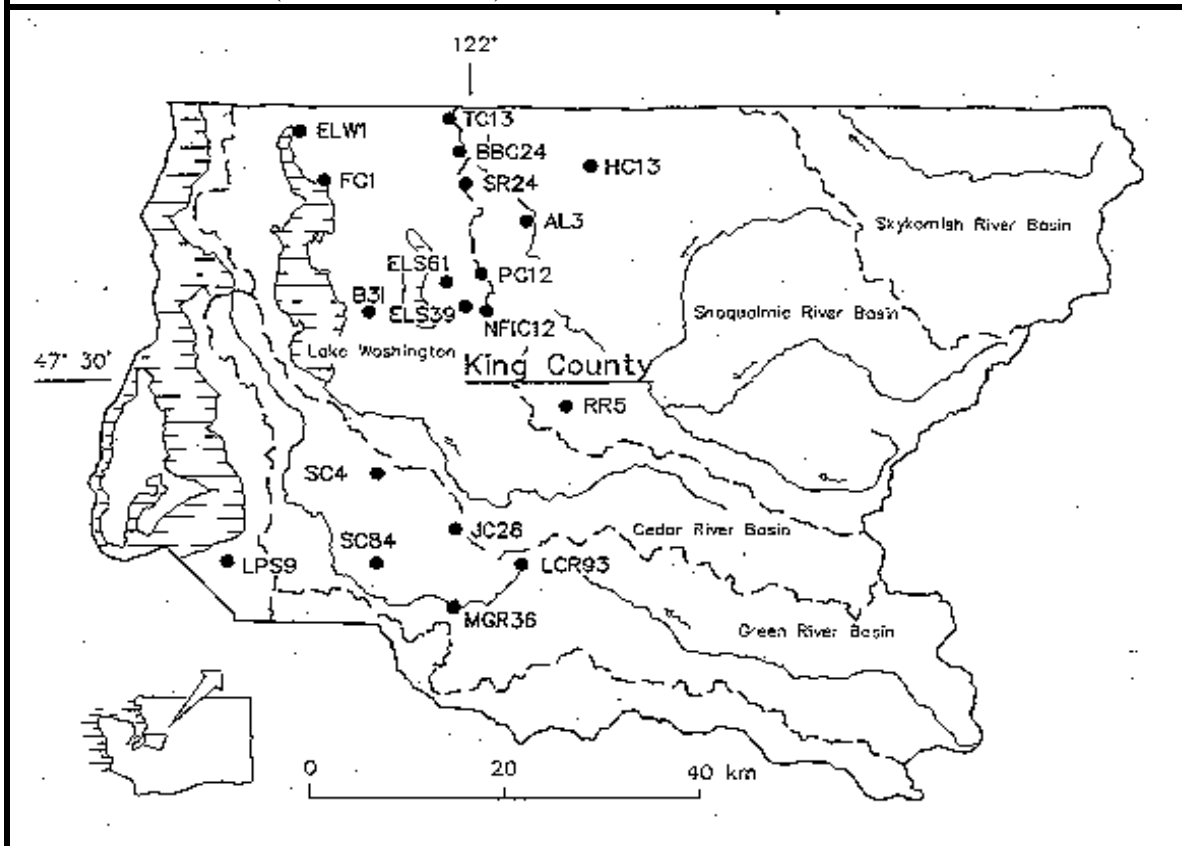 122°
TC13
ELW1
BBC24
HC13
FC1
SR24
AL3
Skykomish River Basin
ELS61
PC12
B3I
ELS39
NFIC12
Snoqualmie River Basin
Lake Washington
47° 30'
King County
RR5
SC4
JC28
Cedar River Basin
SC84
LPS9
LCR93
MGR36
Green River Basin
0 20 40 km